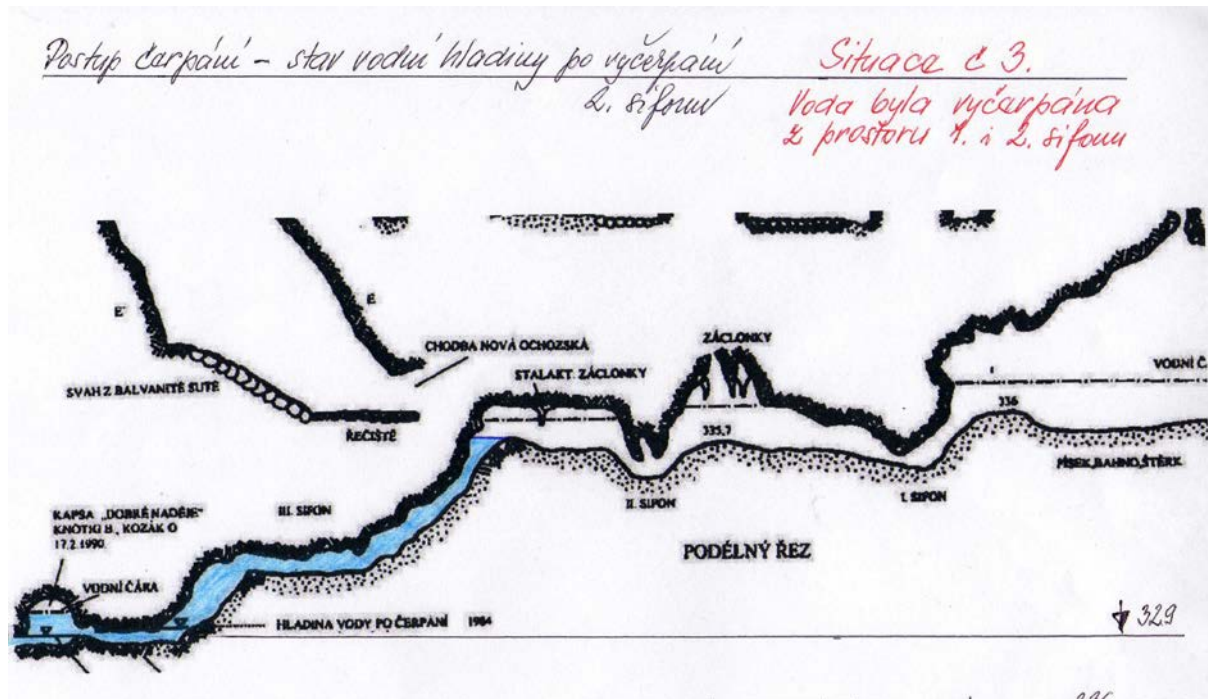 Postup čerpání – stav vodní hladiny po vyčerpání
2. sifonu
Situace č 3.
Voda byla vyčerpána
z prostoru 1. i 2. sifonu
E'
E
CHODBA NOVÁ OCHOZSKÁ
ZÁCLONKY
STALAKT. ZÁCLONKY
SVAH Z BALVANITÉ SUTĚ
ŘEČIŠTĚ
VODNÍ
336
335,7
PÍSEK, BAHNO, ŠTĚRK
I. SIFON
II. SIFON
III. SIFON
KAPSA „DOBRÉ NADĚJE"
KNÖTIG B., KOZÁK O
17.2.1990
VODNÍ ČÁRA
PODÉLNÝ ŘEZ
HLADINA VODY PO ČERPÁNÍ 1984
329